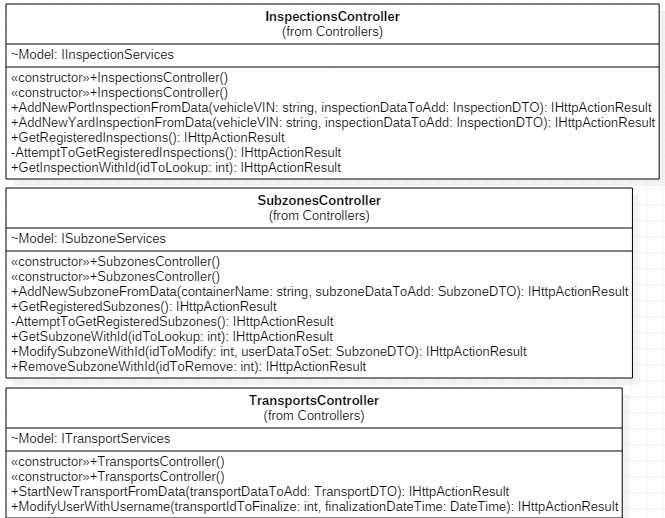 InspectionsController
(from Controllers)
~Model: IInspectionServices
«constructor»+InspectionsController()
«constructor»+InspectionsController()
+AddNewPortInspectionFromData(vehicleVIN: string, inspectionDataToAdd: InspectionDTO): IHttpActionResult
+AddNewYardInspectionFromData(vehicleVIN: string, inspectionDataToAdd: InspectionDTO): IHttpActionResult
+GetRegisteredInspections(): IHttpActionResult
-AttemptToGetRegisteredInspections(): IHttpActionResult
+GetInspectionWithId(idToLookup: int): IHttpActionResult
SubzonesController
(from Controllers)
~Model: ISubzoneServices
«constructor»+SubzonesController()
«constructor»+SubzonesController()
+AddNewSubzoneFromData(containerName: string, subzoneDataToAdd: SubzoneDTO): IHttpActionResult
+GetRegisteredSubzones(): IHttpActionResult
-AttemptToGetRegisteredSubzones(): IHttpActionResult
+GetSubzoneWithId(idToLookup: int): IHttpActionResult
+ModifySubzoneWithId(idToModify: int, userDataToSet: SubzoneDTO): IHttpActionResult
+RemoveSubzoneWithId(idToRemove: int): IHttpActionResult
TransportsController
(from Controllers)
~Model: ITransportServices
«constructor»+TransportsController()
«constructor»+TransportsController()
+StartNewTransportFromData(transportDataToAdd: TransportDTO): IHttpActionResult
+ModifyUserWithUsername(transportIdToFinalize: int, finalizationDateTime: DateTime): IHttpActionResult